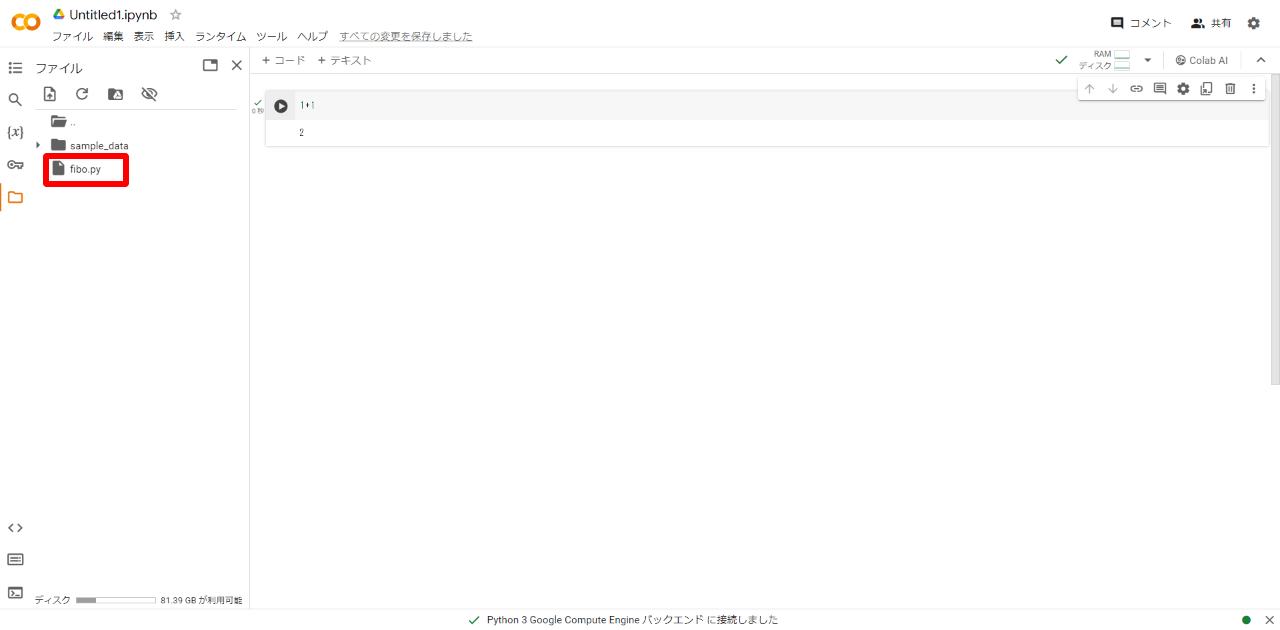 Untitled1.ipynb
ファイル 編集 表示 挿入 ランタイム ツール ヘルプ すべての変更を保存しました
コメント 共有
ファイル
+ コード + テキスト
RAM
ディスク
Colab AI
..
sample_data
fibo.py
{x}
0 秒
1+1
2
ディスク 81.39 GB が利用可能
Python 3 Google Compute Engine バックエンド に接続しました